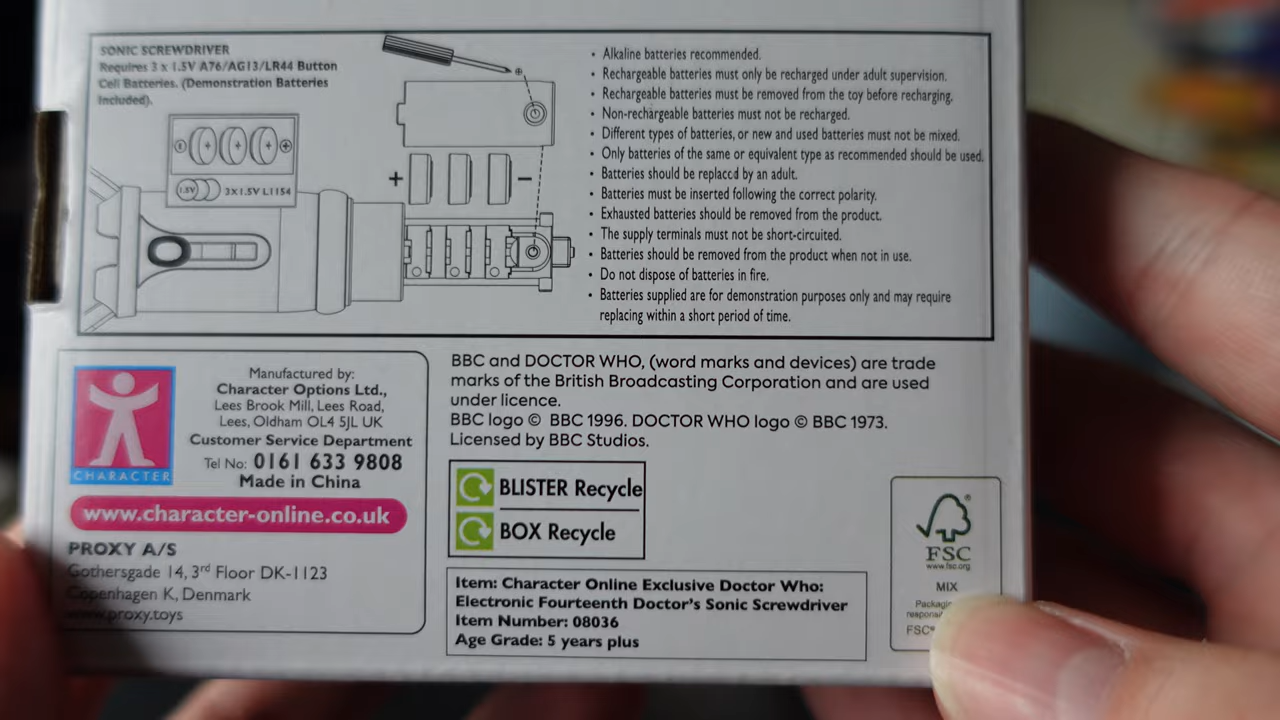 SONIC SCREWDRIVER
Requires 3 x 1.5V A76/AG13/LR44 Button
Cell Batteries. (Demonstration Batteries
Included).
1.5V
3X1.5V L1154
+
−
• Alkaline batteries recommended.
• Rechargeable batteries must only be recharged under adult supervision.
• Rechargeable batteries must be removed from the toy before recharging.
• Non-rechargeable batteries must not be recharged.
• Different types of batteries, or new and used batteries must not be mixed.
• Only batteries of the same or equivalent type as recommended should be used.
• Batteries should be replaced by an adult.
• Batteries must be inserted following the correct polarity.
• Exhausted batteries should be removed from the product.
• The supply terminals must not be short-circuited.
• Batteries should be removed from the product when not in use.
• Do not dispose of batteries in fire.
• Batteries supplied are for demonstration purposes only and may require
replacing within a short period of time.
CHARACTER
Manufactured by:
Character Options Ltd.,
Lees Brook Mill, Lees Road,
Lees, Oldham OL4 5JL UK
Customer Service Department
Tel No: 0161 633 9808
Made in China
www.character-online.co.uk
PROXY A/S
Gothersgade 14, 3rd Floor DK-1123
Copenhagen K, Denmark
www.proxy.toys
BBC and DOCTOR WHO, (word marks and devices) are trade
marks of the British Broadcasting Corporation and are used
under licence.
BBC logo © BBC 1996. DOCTOR WHO logo © BBC 1973.
Licensed by BBC Studios.
BLISTER Recycle
BOX Recycle
Item: Character Online Exclusive Doctor Who:
Electronic Fourteenth Doctor's Sonic Screwdriver
Item Number: 08036
Age Grade: 5 years plus
FSC
www.fsc.org
MIX
FSC®